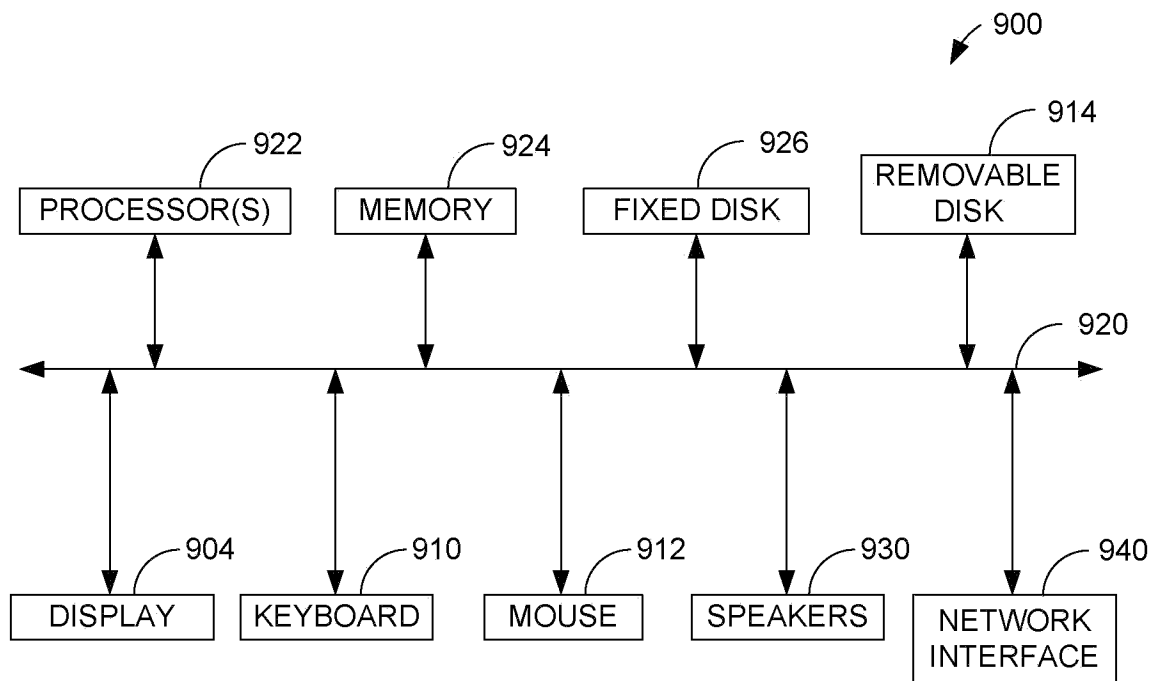 900
922
924
926
914
PROCESSOR(S)
MEMORY
FIXED DISK
REMOVABLE
DISK
920
904
910
912
930
940
DISPLAY
KEYBOARD
MOUSE
SPEAKERS
NETWORK
INTERFACE